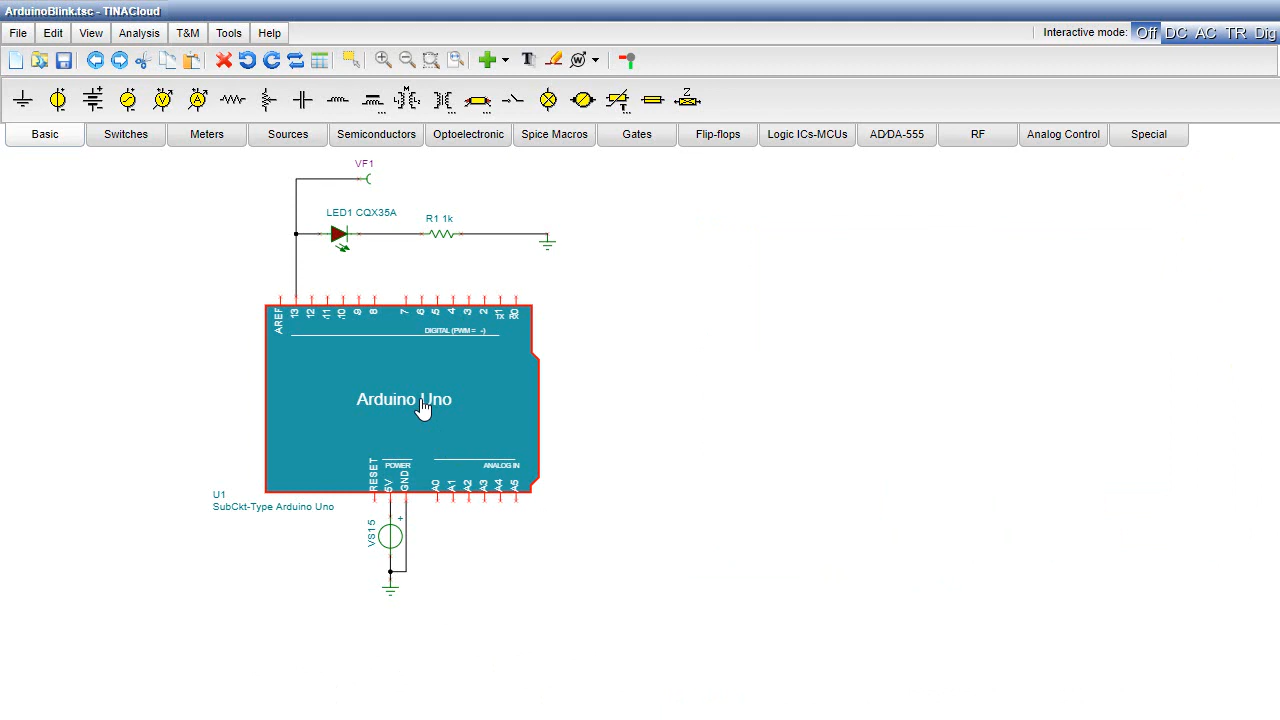 ArduinoBlink.tsc - TINACloud
File Edit View Analysis T&M Tools Help Interactive mode: Off DC AC TR Dig
Basic Switches Meters Sources Semiconductors Optoelectronic Spice Macros Gates Flip-flops Logic ICs-MCUs AD/DA-555 RF Analog Control Special
VF1
LED1 CQX35A
R1 1k
AREF 13 12 ~11 ~10 ~9 8 7 ~6 ~5 4 ~3 2 1 0
TX RX
DIGITAL (PWM = ~)
Arduino Uno
POWER ANALOG IN
RESET 5V GND A0 A1 A2 A3 A4 A5
U1
SubCkt-Type Arduino Uno
VS1 5
+